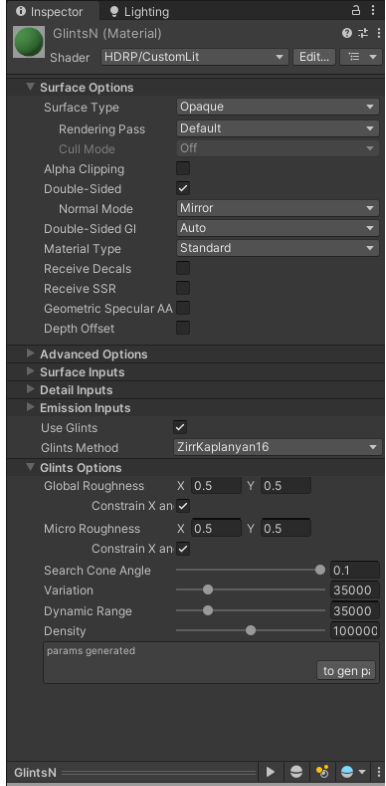 Inspector Lighting
GlintsN (Material)
Shader HDRP/CustomLit Edit...
Surface Options
Surface Type Opaque
Rendering Pass Default
Cull Mode Off
Alpha Clipping
Double-Sided
Normal Mode Mirror
Double-Sided GI Auto
Material Type Standard
Receive Decals
Receive SSR
Geometric Specular AA
Depth Offset
Advanced Options
Surface Inputs
Detail Inputs
Emission Inputs
Use Glints
Glints Method ZirrKaplanyan16
Glints Options
Global Roughness X 0.5 Y 0.5
Constrain X an
Micro Roughness X 0.5 Y 0.5
Constrain X an
Search Cone Angle 0.1
Variation 35000
Dynamic Range 35000
Density 100000
params generated
to gen pa
GlintsN